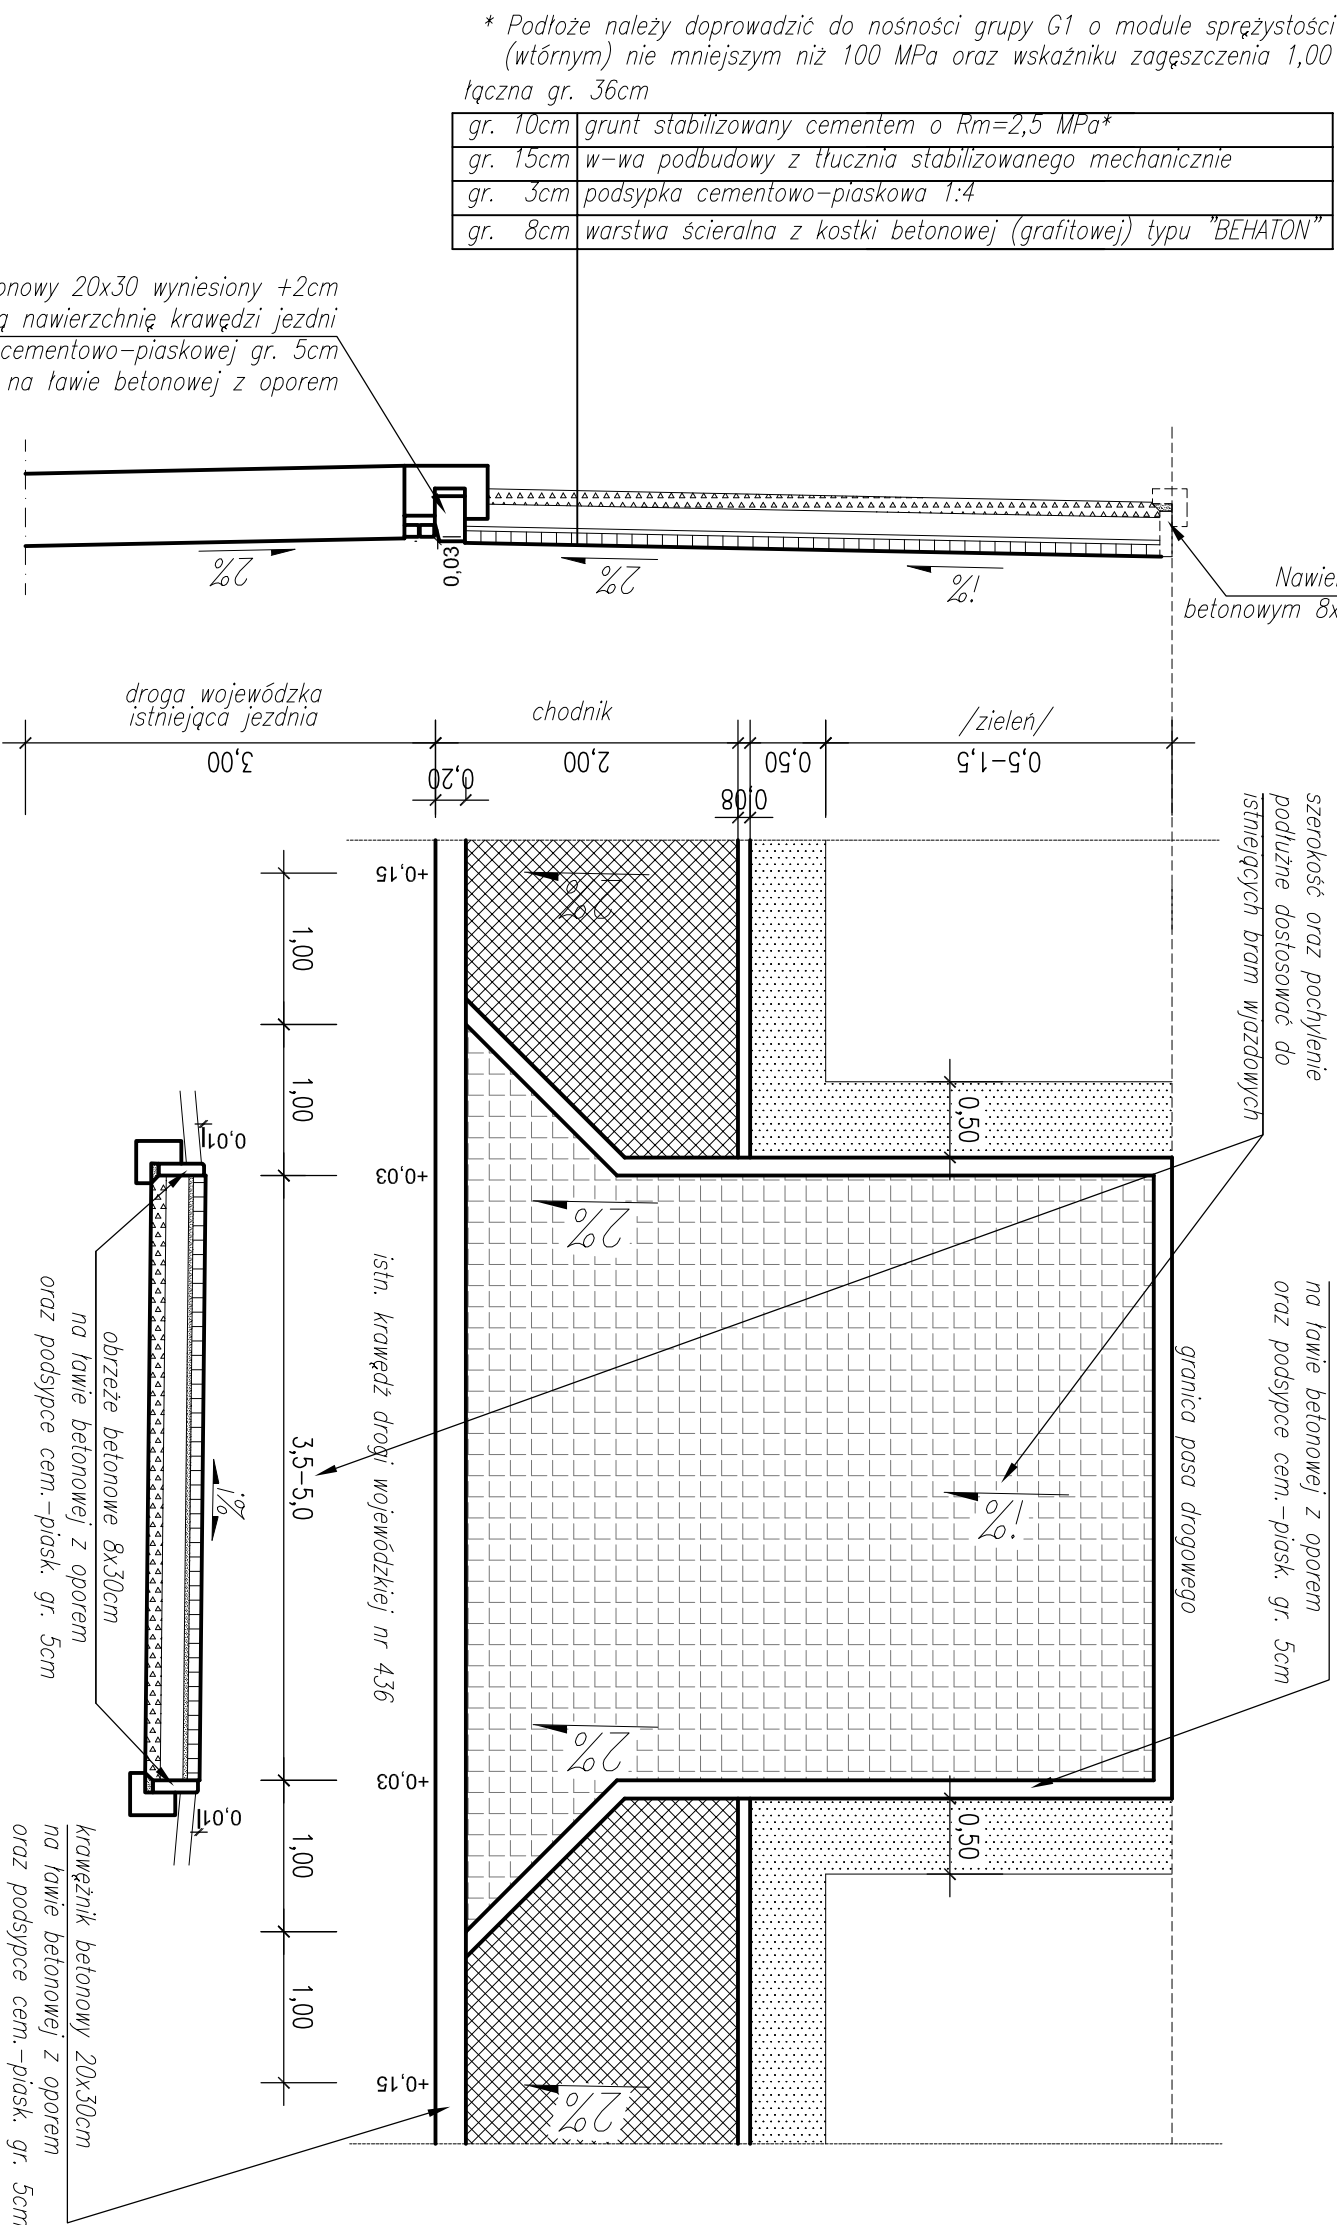 * Podłoże należy doprowadzić do nośności grupy G1 o module sprężystości
(wtórnym) nie mniejszym niż 100 MPa oraz wskaźniku zagęszczenia 1,00
łączna gr. 36cm
gr. 10cm grunt stabilizowany cementem o Rm=2,5 MPa*
gr. 15cm w-wa podbudowy z tłucznia stabilizowanego mechanicznie
gr. 3cm podsypka cementowo-piaskowa 1:4
gr. 8cm warstwa ścieralna z kostki betonowej (grafitowej) typu "BEHATON"
onowy 20x30 wyniesiony +2cm
ą nawierzchnię krawędzi jezdni
cementowo-piaskowej gr. 5cm
na ławie betonowej z oporem
2%
0,03
2%
i%
Nawie
betonowym 8x
droga wojewódzka
istniejąca jezdnia
chodnik
/zieleń/
3,00
0,20
2,00
0,08
0,50
0,5-1,5
szerokość oraz pochylenie
podłużne dostosować do
istniejących bram wjazdowych
+0,15
2%
1,00
1,00
0,50
0,01
+0,03
2%
na ławie betonowej z oporem
oraz podsypce cem.-piask. gr. 5cm
granica pasa drogowego
istn. krawędź drogi wojewódzkiej nr 436
3,5-5,0
i%
i%
obrzeże betonowe 8x30cm
na ławie betonowej z oporem
oraz podsypce cem.-piask. gr. 5cm
2%
+0,03
0,01
0,50
1,00
1,00
+0,15
2%
krawężnik betonowy 20x30cm
na ławie betonowej z oporem
oraz podsypce cem.-piask. gr. 5cm